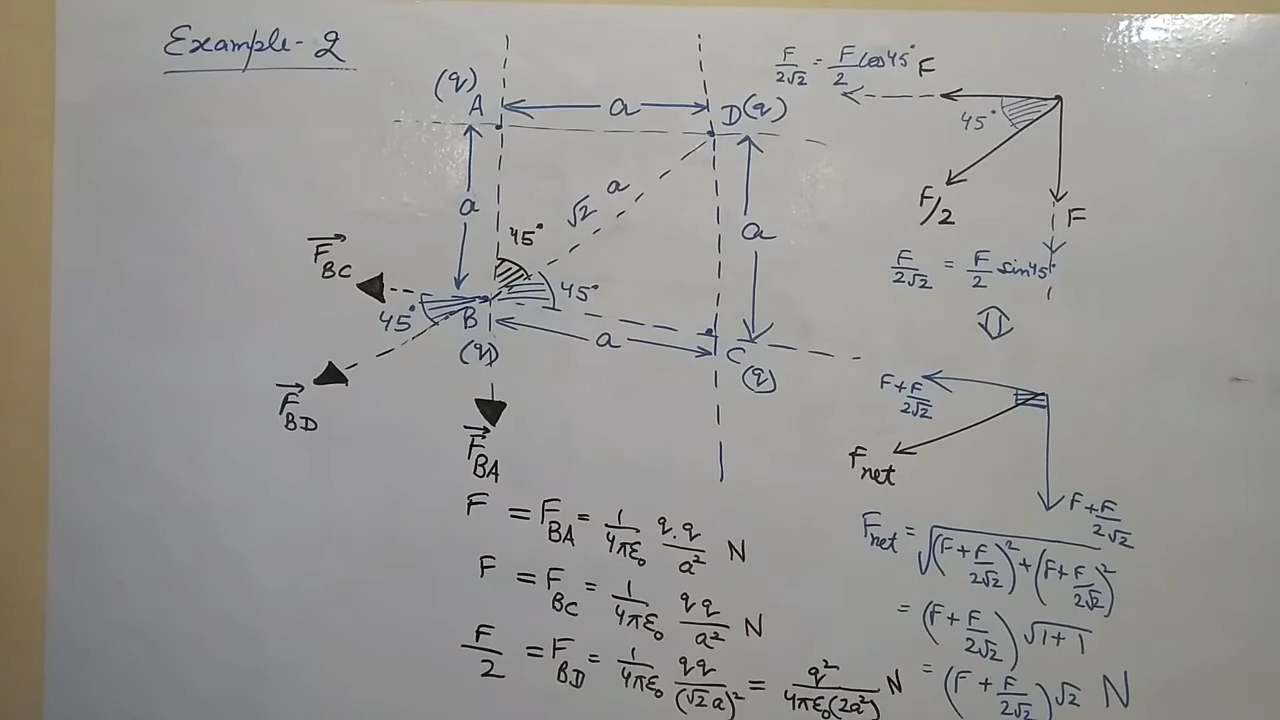 Example-2
(q)
A
a
D(q)
a
√2 a
a
45°
45°
45°
B
(q)
a
C
(q)
F⃗BC
F⃗BD
F⃗BA
F/2√2 = F/2 cos45° F
45°
F/2
F
F/2√2 = F/2 sin45°
⇕
F+F/2√2
Fnet
F+F/2√2
F = FBA = 1/4πε₀ q.q/a² N
F = FBC = 1/4πε₀ qq/a² N
F/2 = FBD = 1/4πε₀ qq/(√2a)² = q²/4πε₀(2a²) N
Fnet = √((F+F/2√2)²+(F+F/2√2)²)
= (F+F/2√2) √1+1
= (F+F/2√2)√2 N